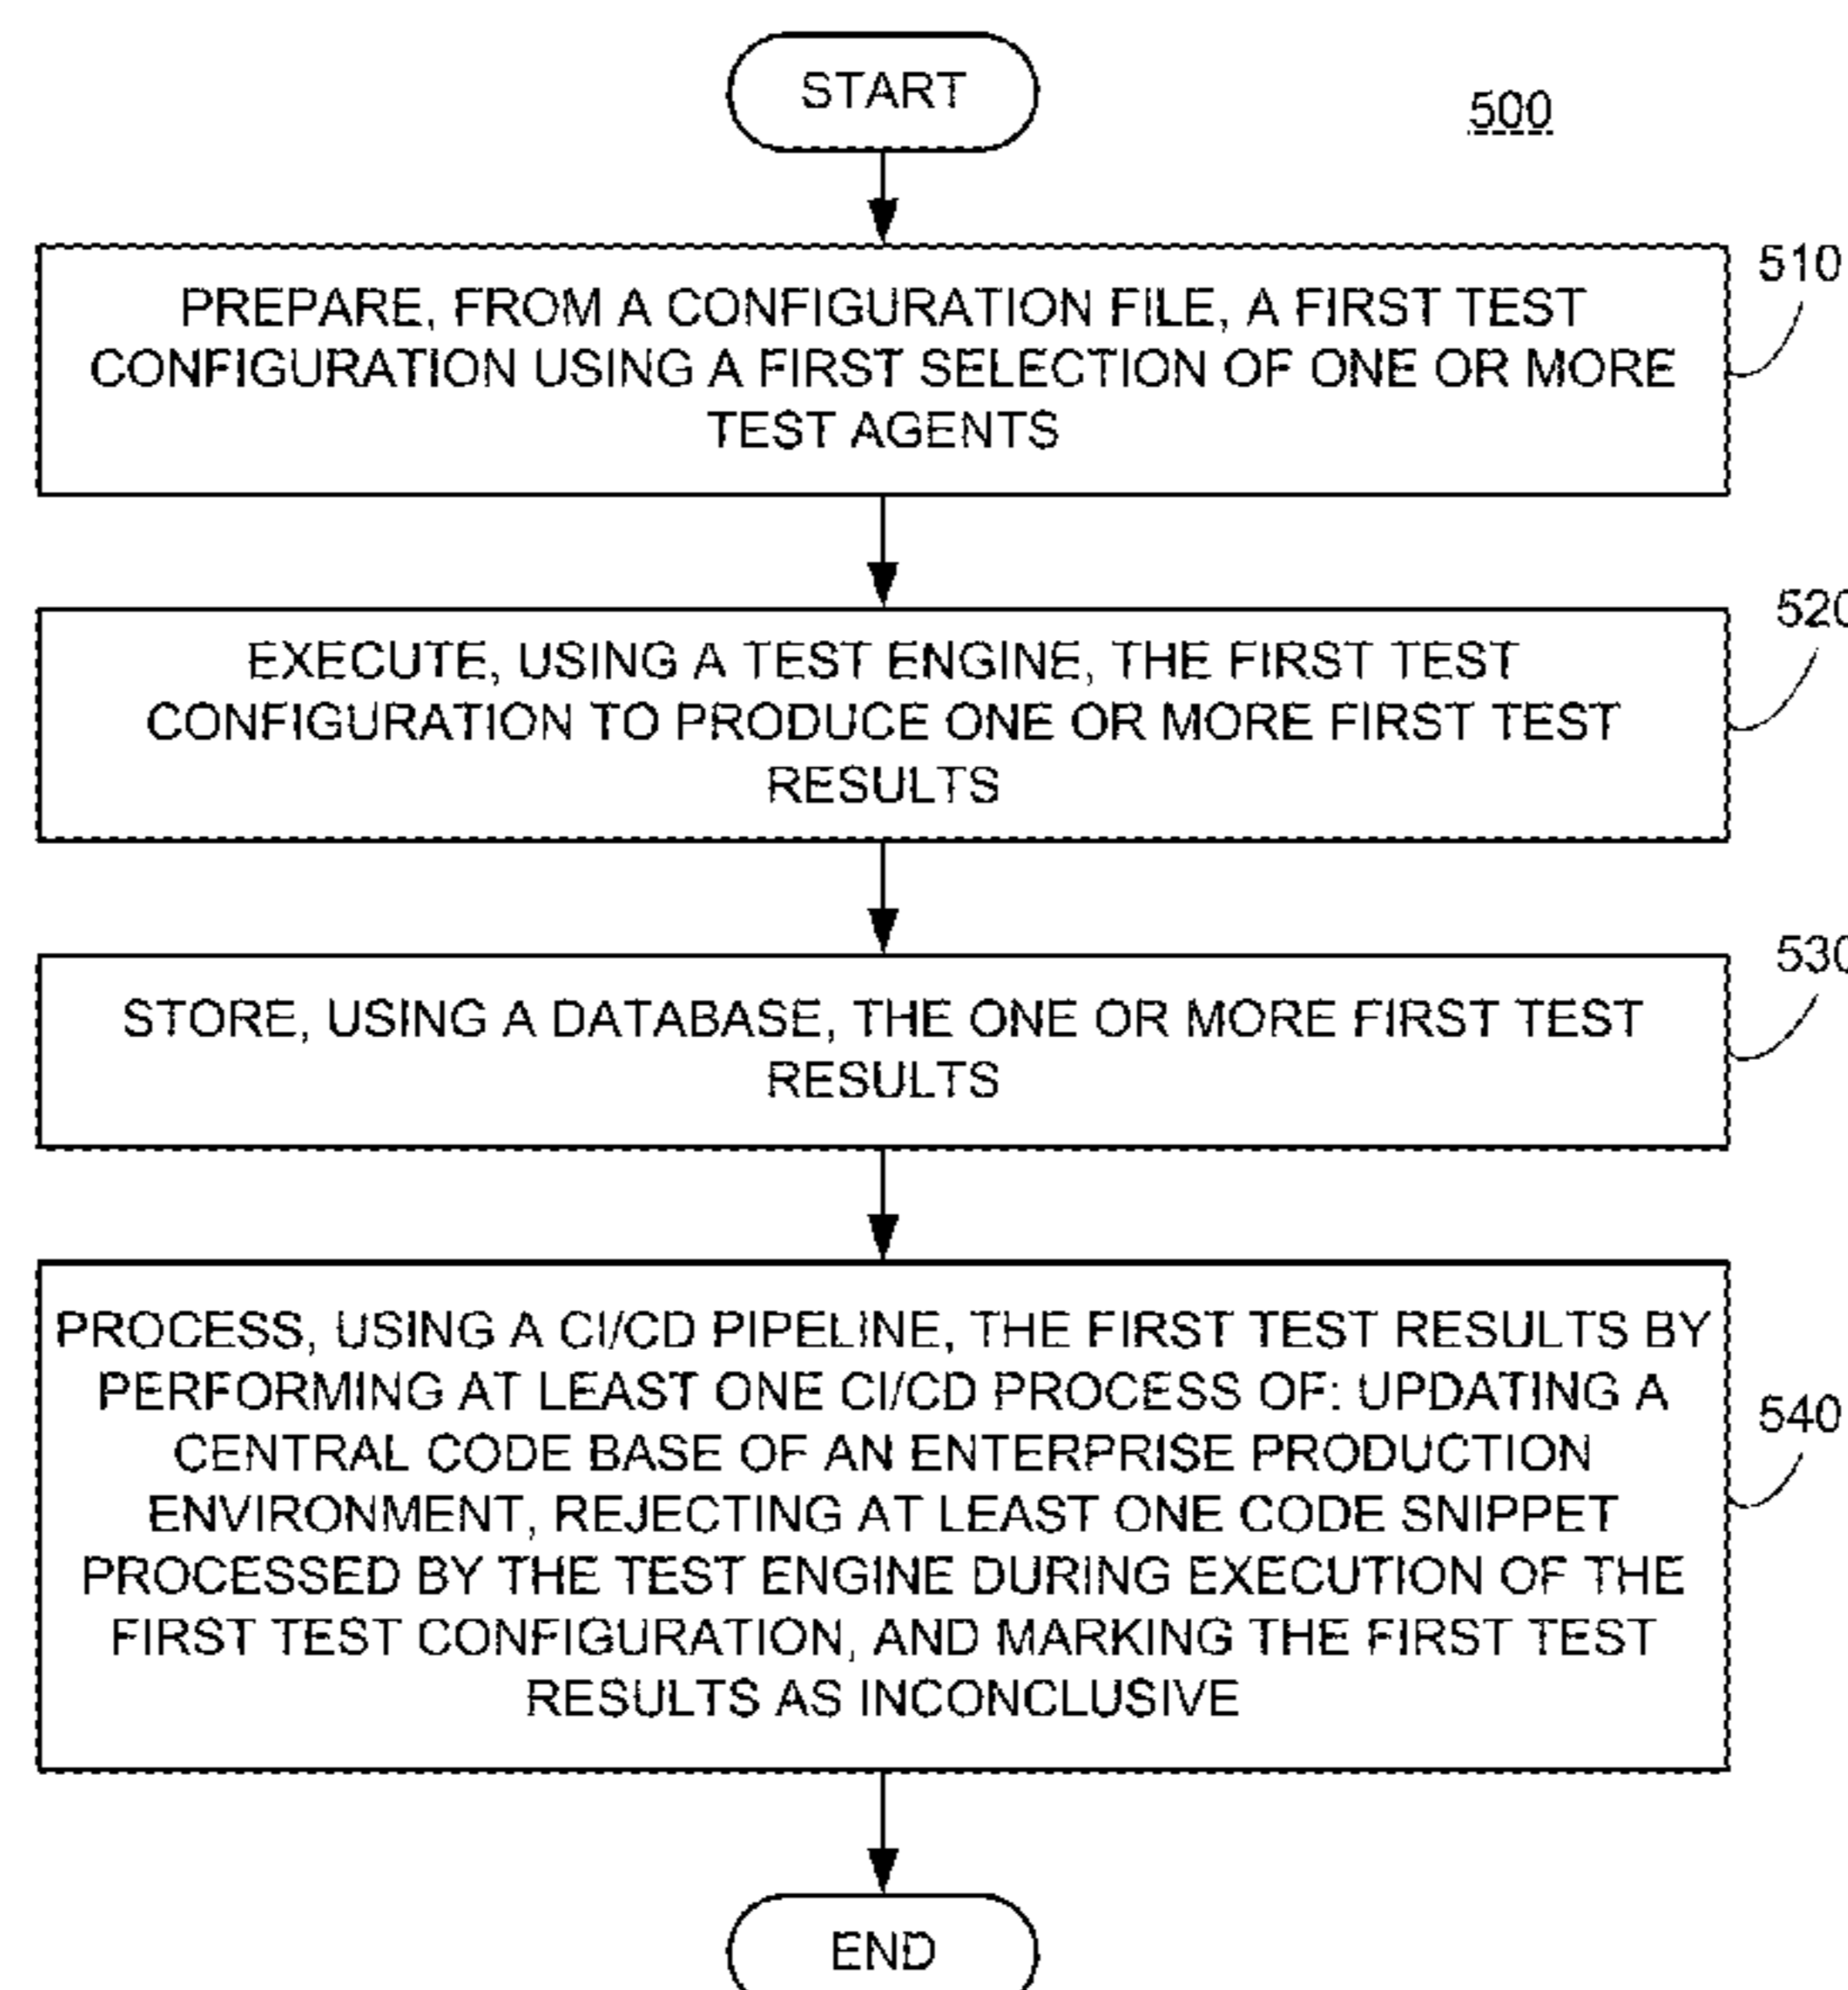 START
500
PREPARE, FROM A CONFIGURATION FILE, A FIRST TEST
CONFIGURATION USING A FIRST SELECTION OF ONE OR MORE
TEST AGENTS
510
EXECUTE, USING A TEST ENGINE, THE FIRST TEST
CONFIGURATION TO PRODUCE ONE OR MORE FIRST TEST
RESULTS
520
STORE, USING A DATABASE, THE ONE OR MORE FIRST TEST
RESULTS
530
PROCESS, USING A CI/CD PIPELINE, THE FIRST TEST RESULTS BY
PERFORMING AT LEAST ONE CI/CD PROCESS OF: UPDATING A
CENTRAL CODE BASE OF AN ENTERPRISE PRODUCTION
ENVIRONMENT, REJECTING AT LEAST ONE CODE SNIPPET
PROCESSED BY THE TEST ENGINE DURING EXECUTION OF THE
FIRST TEST CONFIGURATION, AND MARKING THE FIRST TEST
RESULTS AS INCONCLUSIVE
540
END